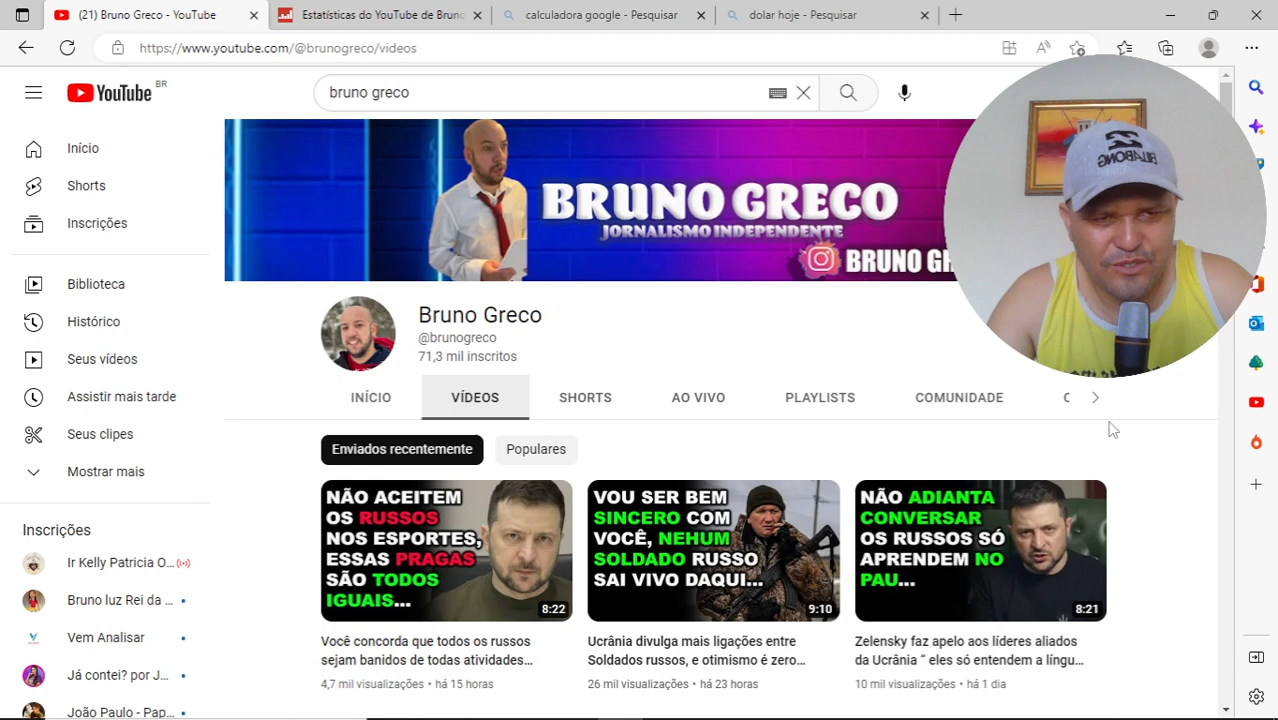 (21) Bruno Greco - YouTube
Estatísticas do YouTube de Bruno
calculadora google - Pesquisar
dolar hoje - Pesquisar
https://www.youtube.com/@brunogreco/videos
YouTube BR
bruno greco
Início
Shorts
Inscrições
Biblioteca
Histórico
Seus vídeos
Assistir mais tarde
Seus clipes
Mostrar mais
Inscrições
Ir Kelly Patricia O...
Bruno luz Rei da ...
Vem Analisar
Já contei? por J...
João Paulo - Pap...
BRUNO GRECO
JORNALISMO INDEPENDENTE
BRUNO GR
BILLABONG
Bruno Greco
@brunogreco
71,3 mil inscritos
INÍCIO
VÍDEOS
SHORTS
AO VIVO
PLAYLISTS
COMUNIDADE
Enviados recentemente
Populares
NÃO ACEITEM
OS RUSSOS
NOS ESPORTES,
ESSAS PRAGAS
SÃO TODOS
IGUAIS...
8:22
Você concorda que todos os russos
sejam banidos de todas atividades...
4,7 mil visualizações • há 15 horas
VOU SER BEM
SINCERO COM
VOCÊ, NEHUM
SOLDADO RUSSO
SAI VIVO DAQUI...
9:10
Ucrânia divulga mais ligações entre
Soldados russos, e otimismo é zero...
26 mil visualizações • há 23 horas
NÃO ADIANTA
CONVERSAR
OS RUSSOS SÓ
APRENDEM NO
PAU...
8:21
Zelensky faz apelo aos líderes aliados
da Ucrânia “ eles só entendem a língu...
10 mil visualizações • há 1 dia